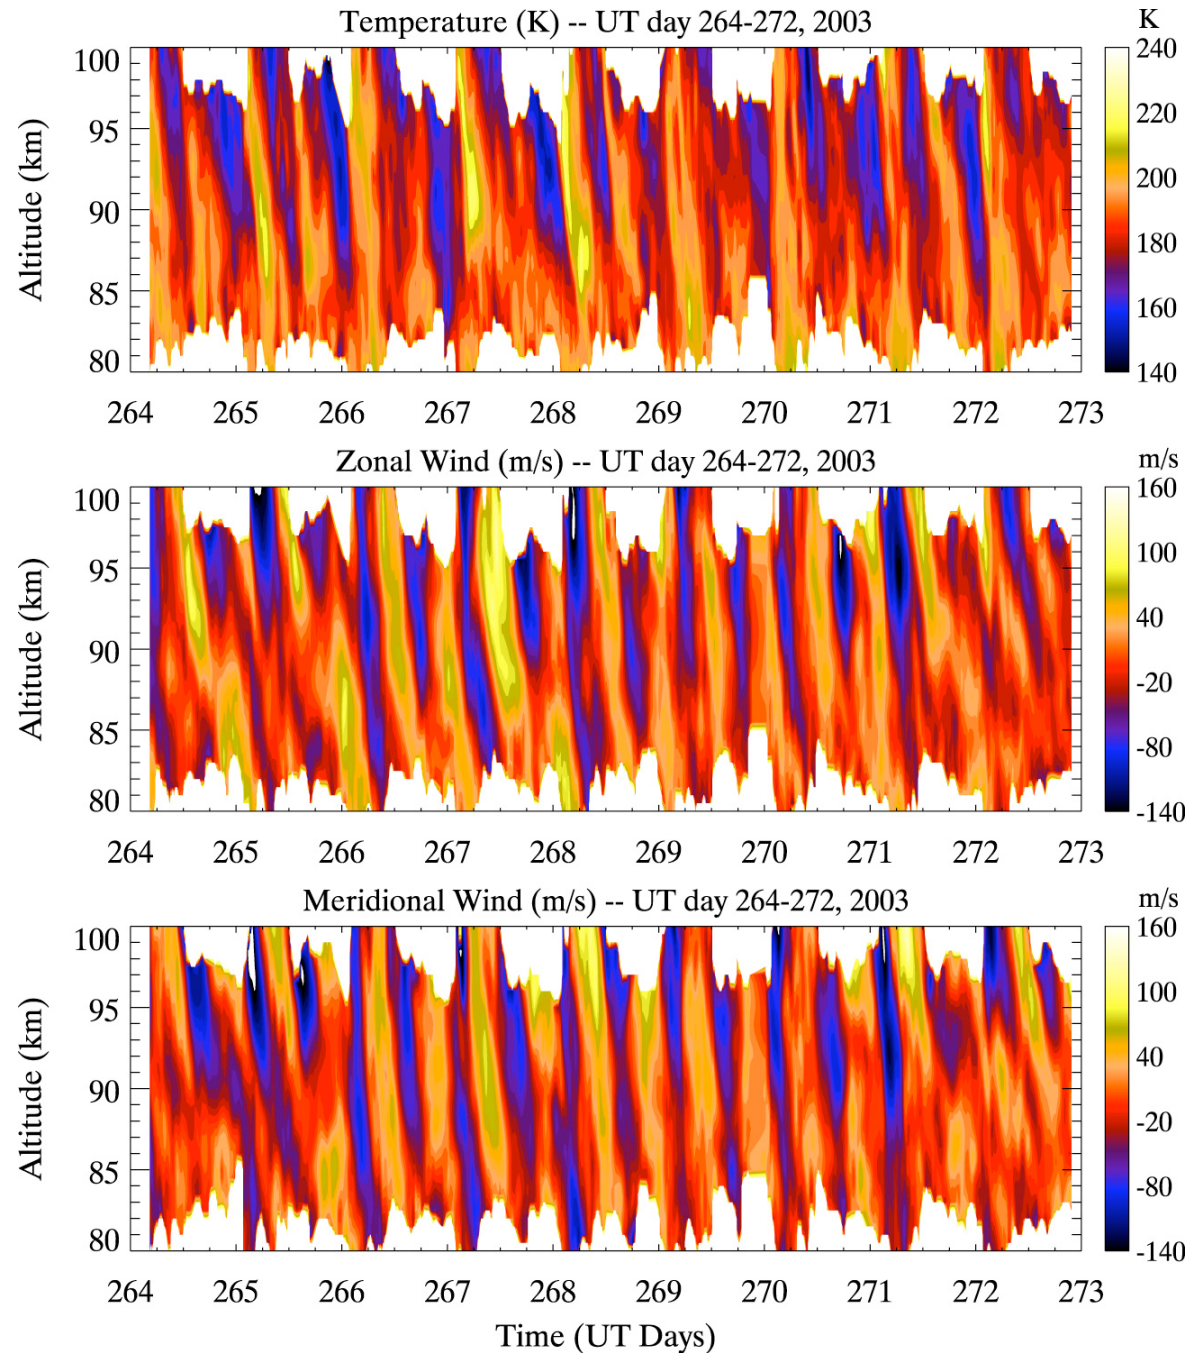 Temperature (K) -- UT day 264-272, 2003
K
Altitude (km)
100
95
90
85
80
240
220
200
180
160
140
264 265 266 267 268 269 270 271 272 273
Zonal Wind (m/s) -- UT day 264-272, 2003
m/s
Altitude (km)
100
95
90
85
80
160
100
40
-20
-80
-140
264 265 266 267 268 269 270 271 272 273
Meridional Wind (m/s) -- UT day 264-272, 2003
m/s
Altitude (km)
100
95
90
85
80
160
100
40
-20
-80
-140
264 265 266 267 268 269 270 271 272 273
Time (UT Days)